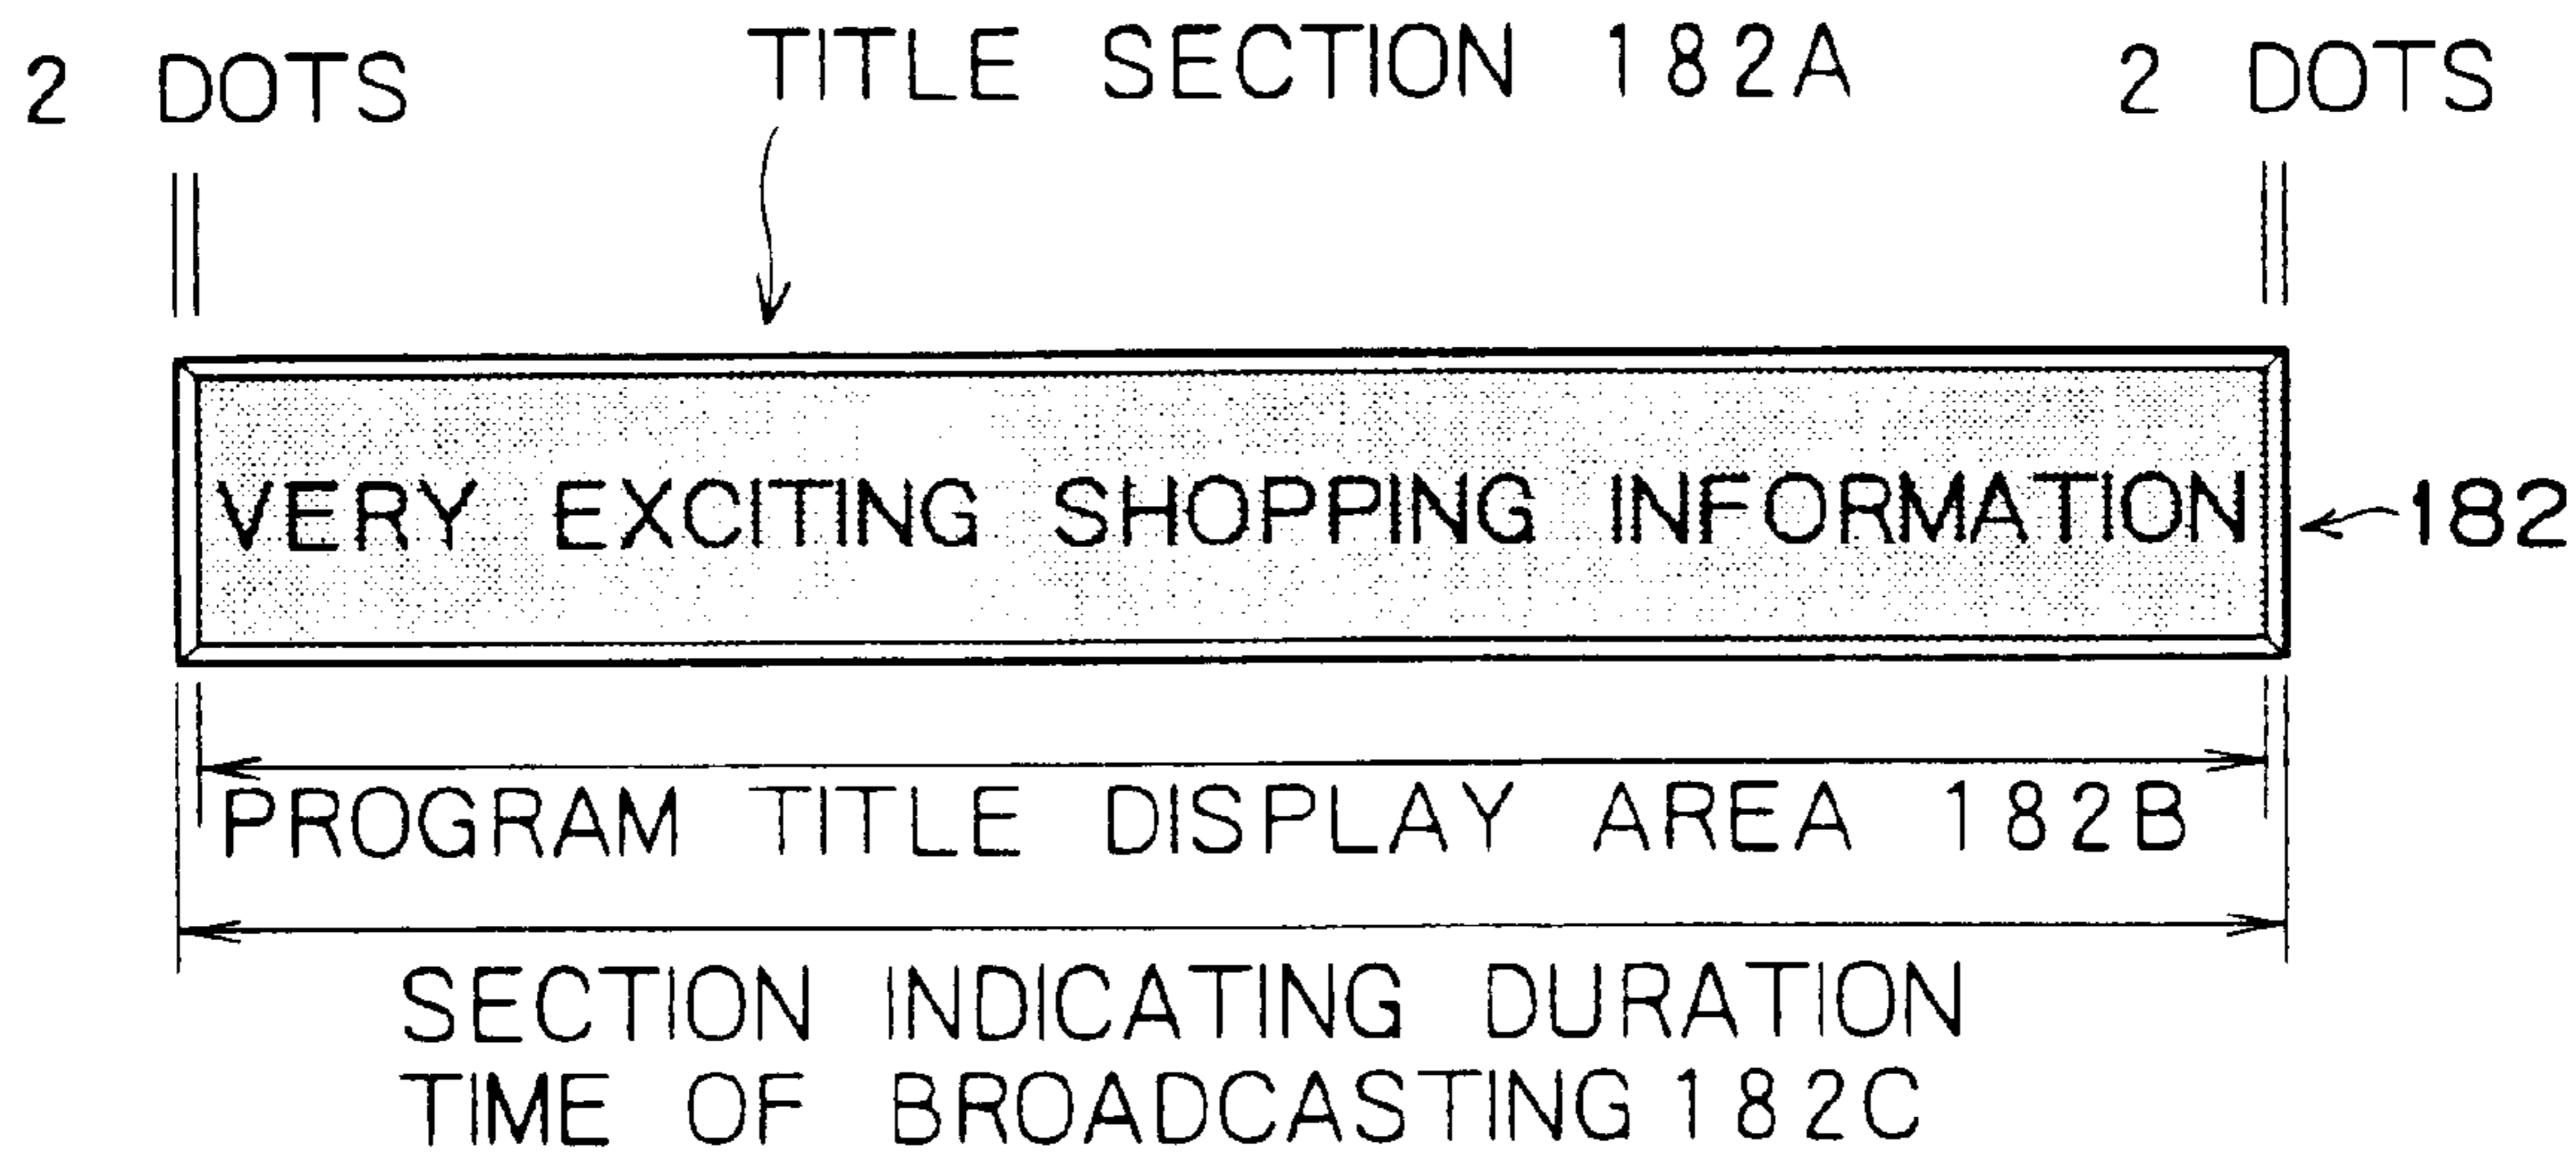 2 DOTS
TITLE SECTION 182A
2 DOTS
VERY EXCITING SHOPPING INFORMATION
182
PROGRAM TITLE DISPLAY AREA 182B
SECTION INDICATING DURATION
TIME OF BROADCASTING 182C